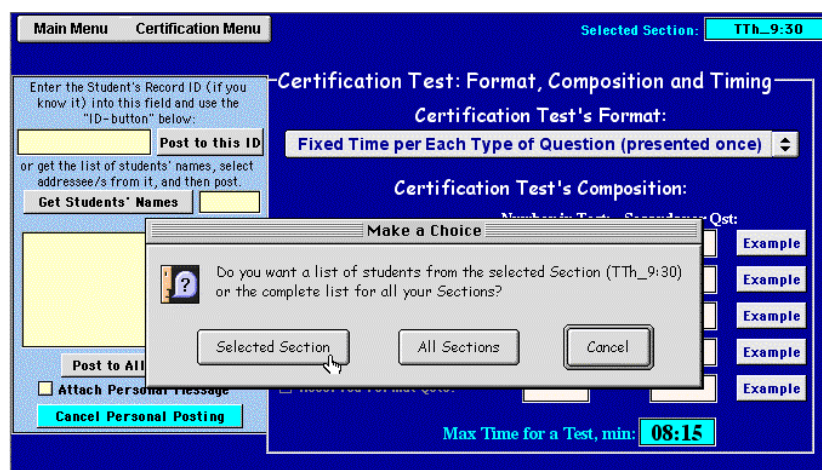 Main Menu Certification Menu
Selected Section: TTh_9:30
Enter the Student's Record ID (if you
know it) into this field and use the
"ID-button" below:
Post to this ID
or get the list of students' names, select
addressee/s from it, and then post.
Get Students' Names
Post to All
Attach Personal Message
Cancel Personal Posting
Certification Test: Format, Composition and Timing
Certification Test's Format:
Fixed Time per Each Type of Question (presented once)
Certification Test's Composition:
Qst:
Example
Example
Example
Example
Example
Max Time for a Test, min: 08:15
Make a Choice
Do you want a list of students from the selected Section (TTh_9:30)
or the complete list for all your Sections?
Selected Section All Sections Cancel